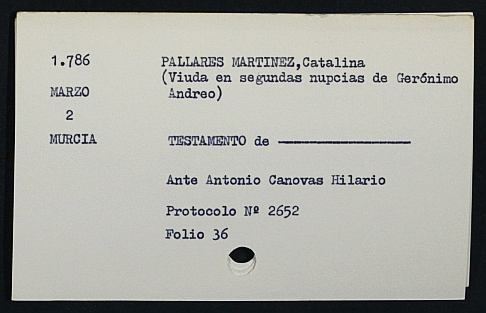 1.786 PALLARES MARTINEZ,Catalina
(Viuda en segundas nupcias de Gerónimo
MARZO Andreo)
2
MURCIA TESTAMENTO de
Ante Antonio Canovas Hilario
Protocolo Nº 2652
Folio 36